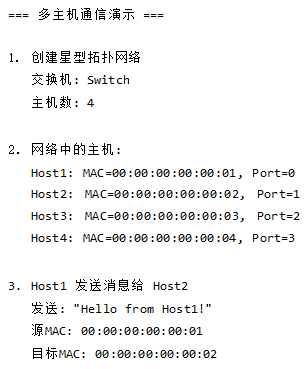 === 多主机通信演示 ===
1. 创建星型拓扑网络
交换机: Switch
主机数: 4
2. 网络中的主机:
Host1: MAC=00:00:00:00:00:01, Port=0
Host2: MAC=00:00:00:00:00:02, Port=1
Host3: MAC=00:00:00:00:00:03, Port=2
Host4: MAC=00:00:00:00:00:04, Port=3
3. Host1 发送消息给 Host2
发送: "Hello from Host1!"
源MAC: 00:00:00:00:00:01
目标MAC: 00:00:00:00:00:02